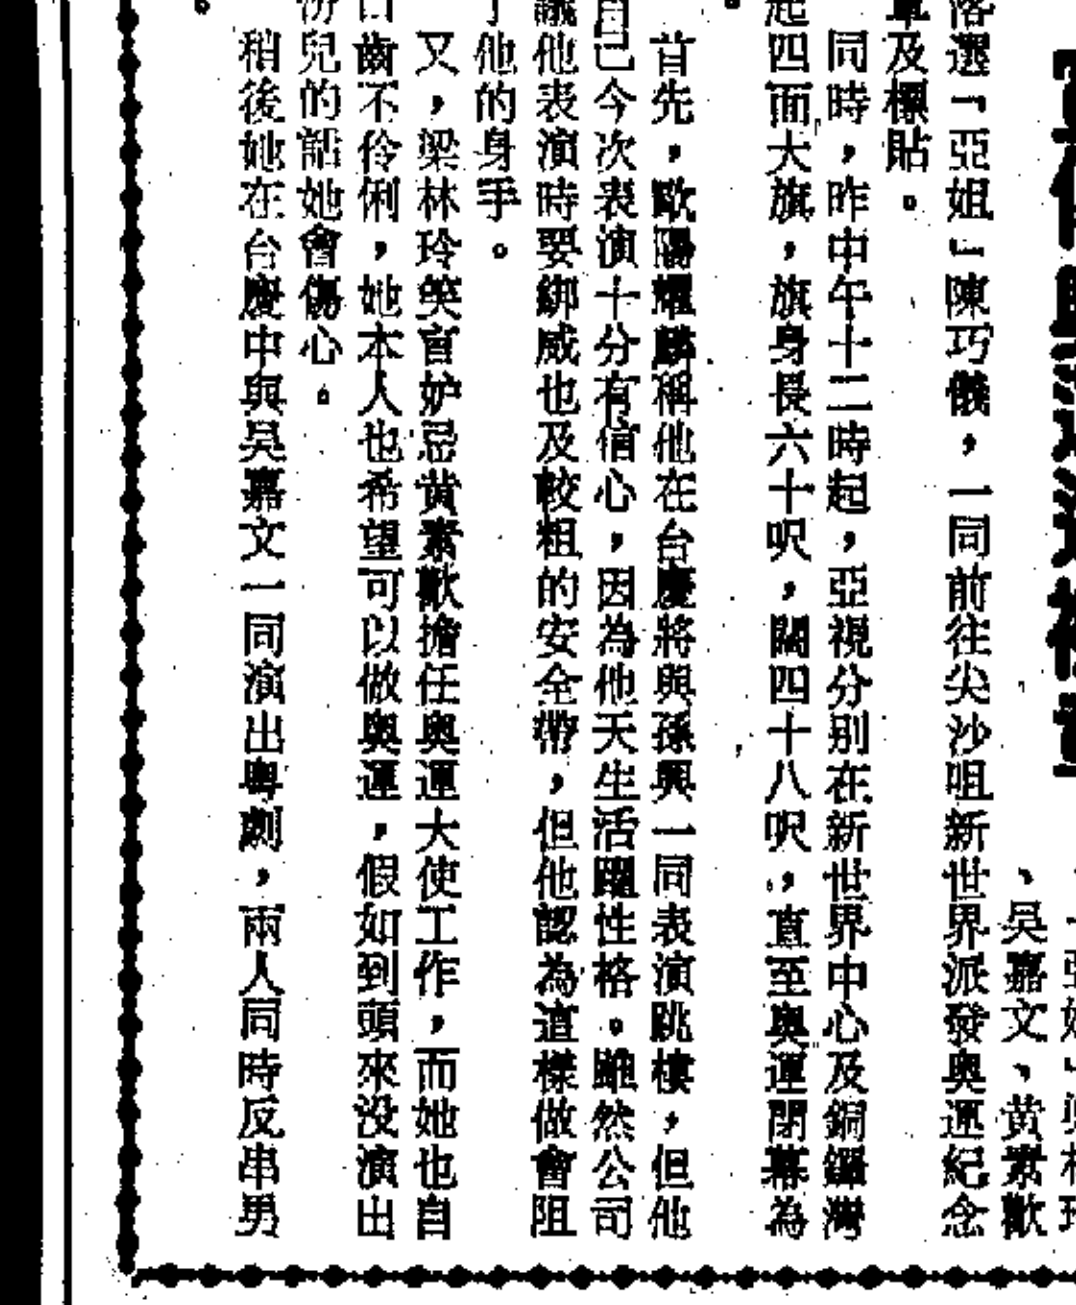 、吳嘉文、黃素歡
落選「亞姐」陳巧儀，一同前往尖沙咀新世界派發奧運紀念
章及標貼。
同時，昨中午十二時起，亞視分別在新世界中心及銅鑼灣
起四面大旗，旗身長六十呎，闊四十八呎，直至奧運閉幕為
。
首先，歐陽耀麟稱他在台慶將與孫興一同表演跳樓，但他
自己今次表演十分有信心，因為他天生活躍性格。雖然公司
議他表演時要綁威也及較粗的安全帶，但他認為這樣做會阻
了他的身手。
又，梁林玲笑言妒忌黃素歡擔任奧運大使工作，而她也自
口齒不伶俐，她本人也希望可以做奧運，假如到頭來沒演出
份兒的話她會傷心。
稍後她在台慶中與吳嘉文一同演出粵劇，兩人同時反串男
。